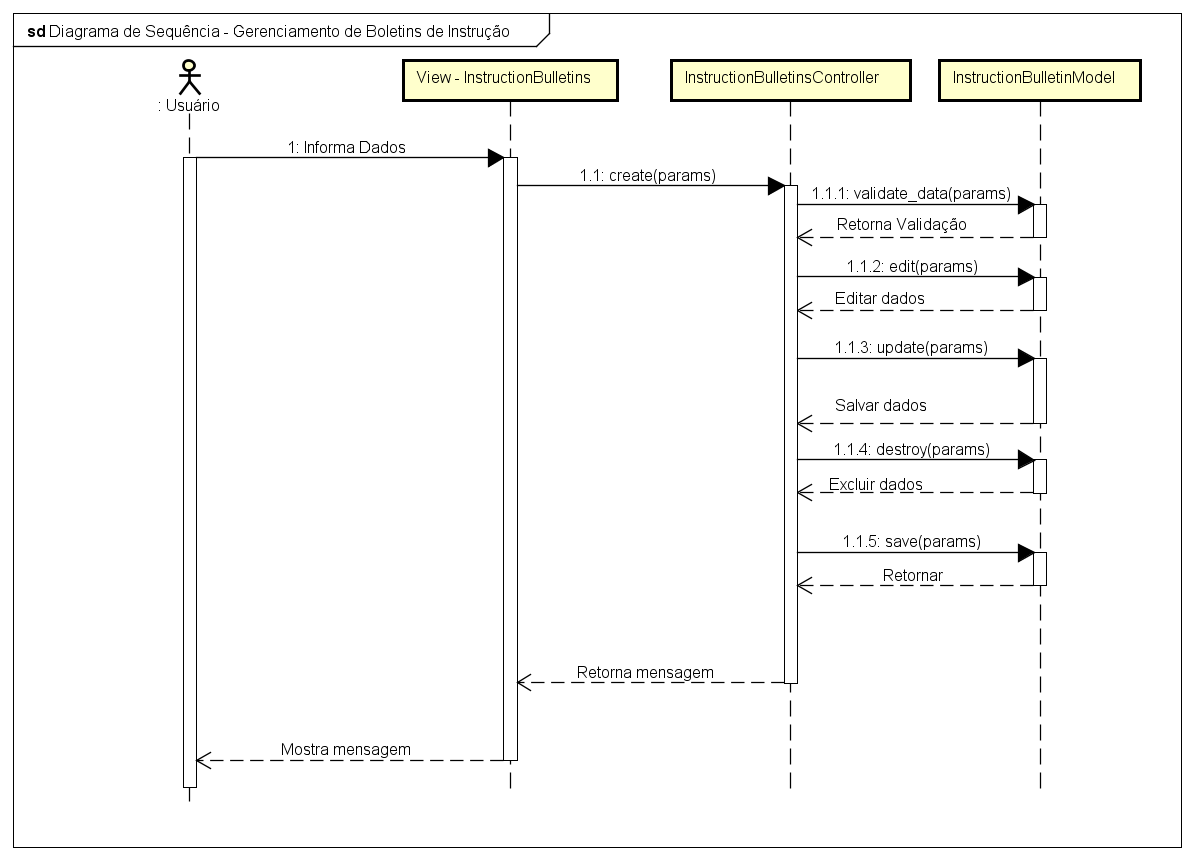 sd Diagrama de Sequência - Gerenciamento de Boletins de Instrução
: Usuário
View - InstructionBulletins
InstructionBulletinsController
InstructionBulletinModel
1: Informa Dados
1.1: create(params)
1.1.1: validate_data(params)
Retorna Validação
1.1.2: edit(params)
Editar dados
1.1.3: update(params)
Salvar dados
1.1.4: destroy(params)
Excluir dados
1.1.5: save(params)
Retornar
Retorna mensagem
Mostra mensagem